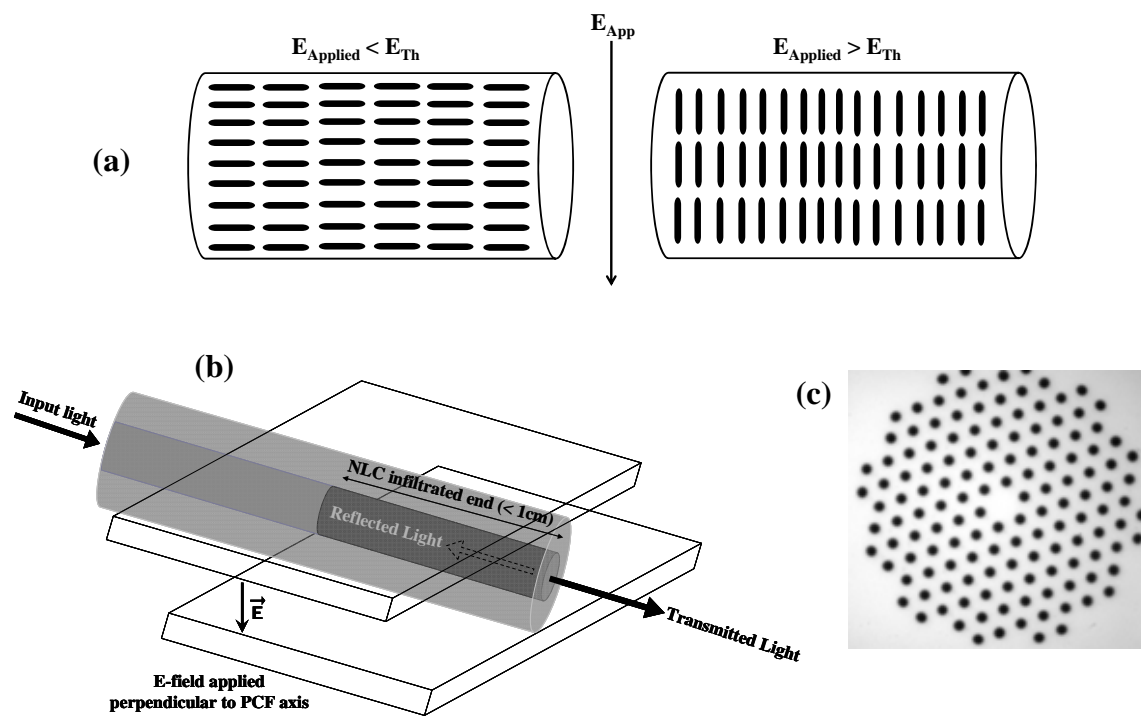 E_App
E_Applied < E_Th
E_Applied > E_Th
(a)
(b)
(c)
Input light
NLC infiltrated end (< 1cm)
Reflected Light
E
Transmitted Light
E-field applied
perpendicular to PCF axis